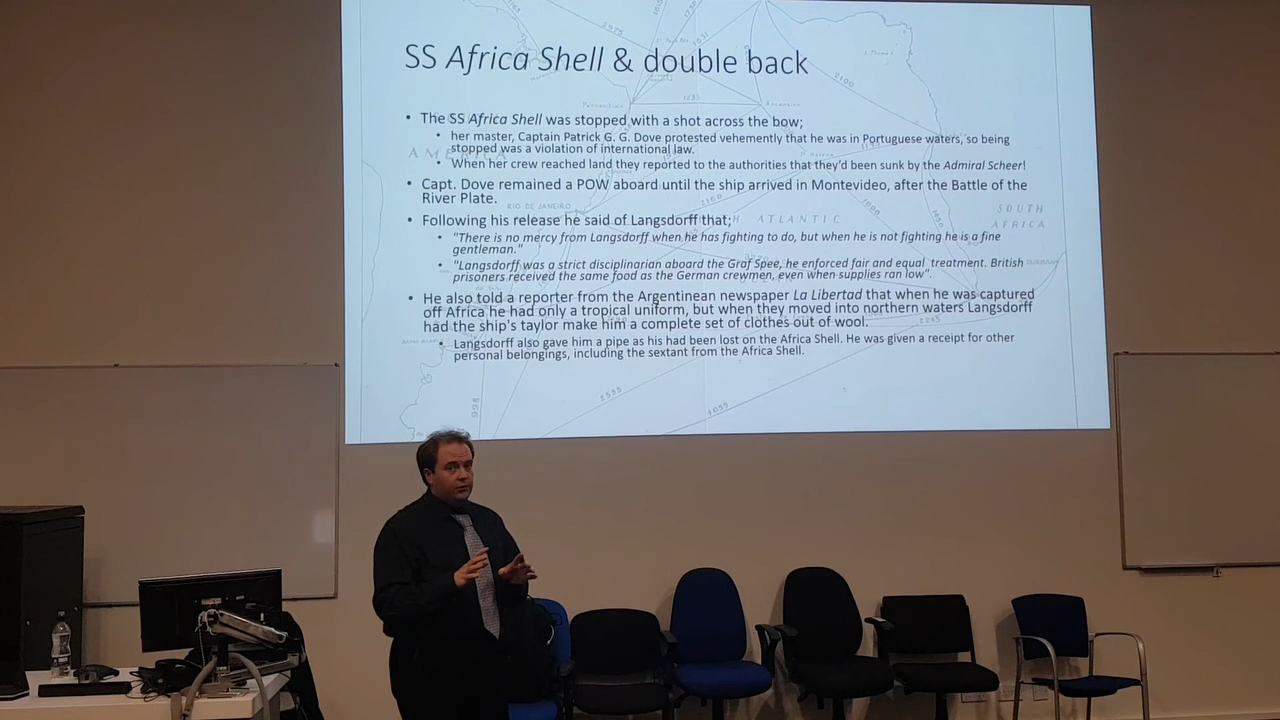 SS Africa Shell & double back
• The SS Africa Shell was stopped with a shot across the bow;
• her master, Captain Patrick G. G. Dove protested vehemently that he was in Portuguese waters, so being
stopped was a violation of international law.
• When her crew reached land they reported to the authorities that they'd been sunk by the Admiral Scheer!
• Capt. Dove remained a POW aboard until the ship arrived in Montevideo, after the Battle of the
River Plate.
• Following his release he said of Langsdorff that;
• "There is no mercy from Langsdorff when he has fighting to do, but when he is not fighting he is a fine
gentleman."
• "Langsdorff was a strict disciplinarian aboard the Graf Spee, he enforced fair and equal treatment. British
prisoners received the same food as the German crewmen, even when supplies ran low".
• He also told a reporter from the Argentinean newspaper La Libertad that when he was captured
off Africa he had only a tropical uniform, but when they moved into northern waters Langsdorff
had the ship's taylor make him a complete set of clothes out of wool.
• Langsdorff also gave him a pipe as his had been lost on the Africa Shell. He was given a receipt for other
personal belongings, including the sextant from the Africa Shell.
2575
1031
2100
Pernambuco
Ascension
AMERICA
RIO DE JANEIRO
2160
ATLANTIC
SOUTH
AFRICA
2245
998
2535
1055